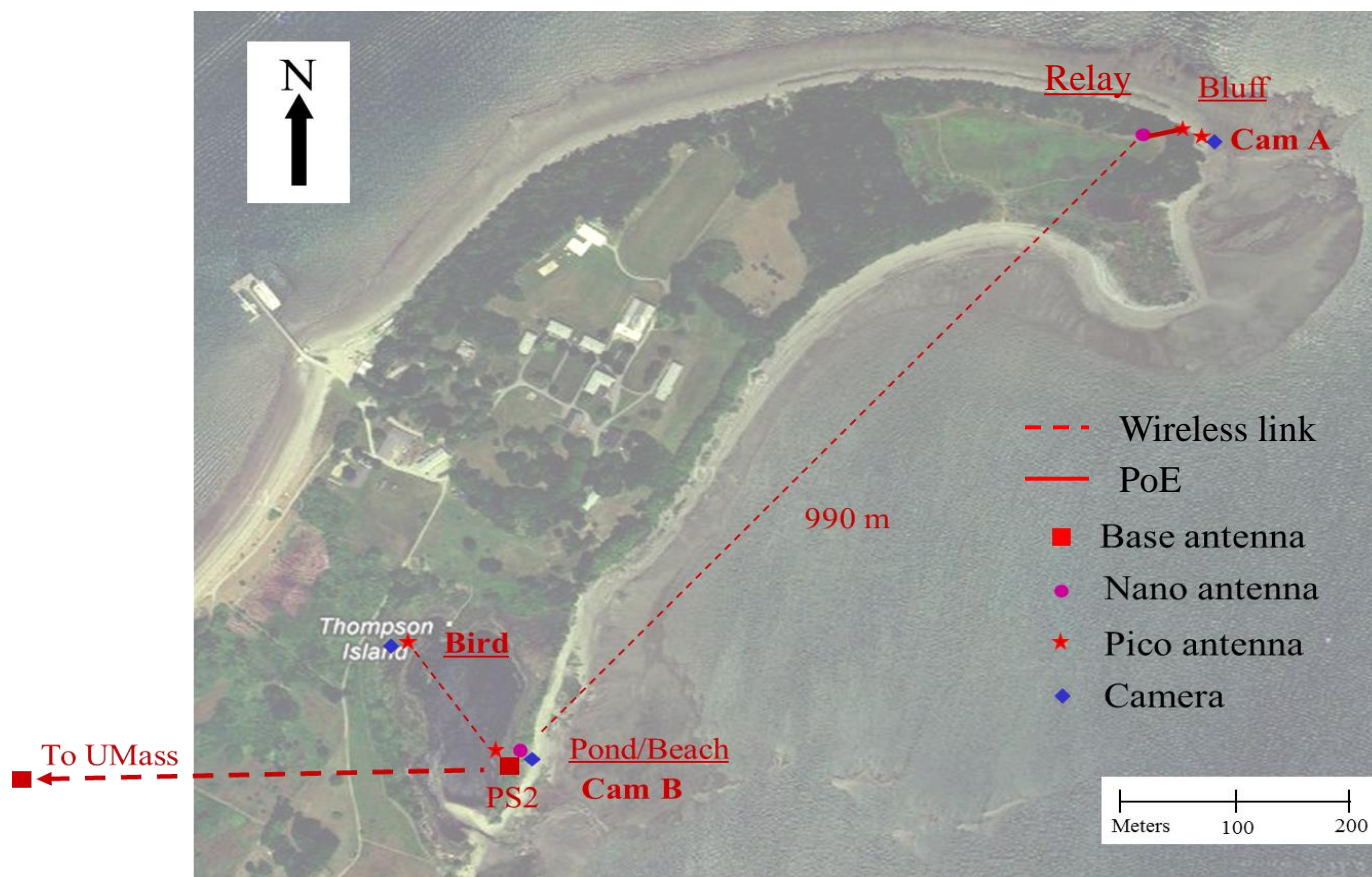 N
Relay
Bluff
Cam A
Wireless link
PoE
990 m
Base antenna
Nano antenna
Thompson
Island
Bird
Pico antenna
Camera
To UMass
Pond/Beach
PS2
Cam B
Meters 100 200